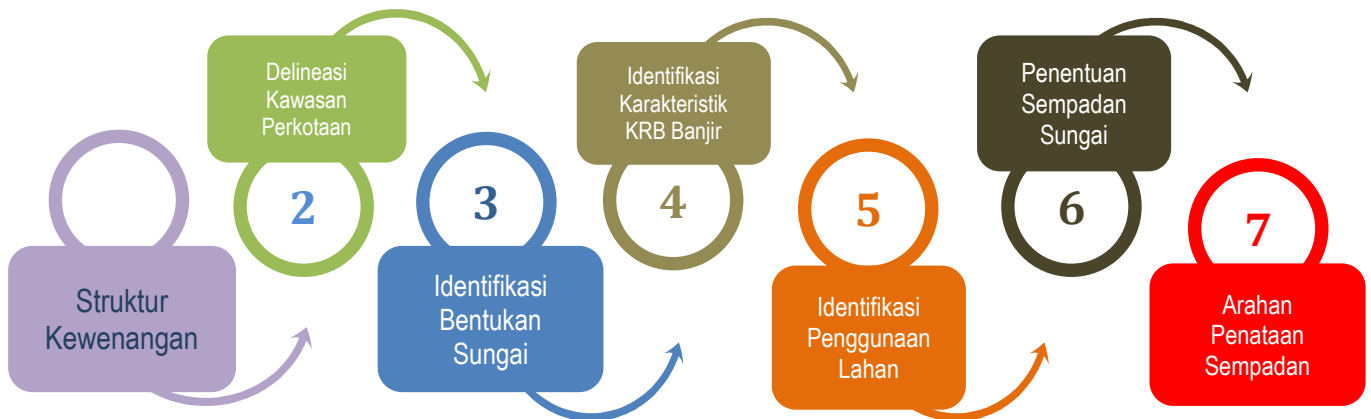 Struktur
Kewenangan
Delineasi
Kawasan
Perkotaan
2
3
Identifikasi
Bentukan
Sungai
Identifikasi
Karakteristik
KRB Banjir
4
5
Identifikasi
Penggunaan
Lahan
Penentuan
Sempadan
Sungai
6
7
Arahan
Penataan
Sempadan